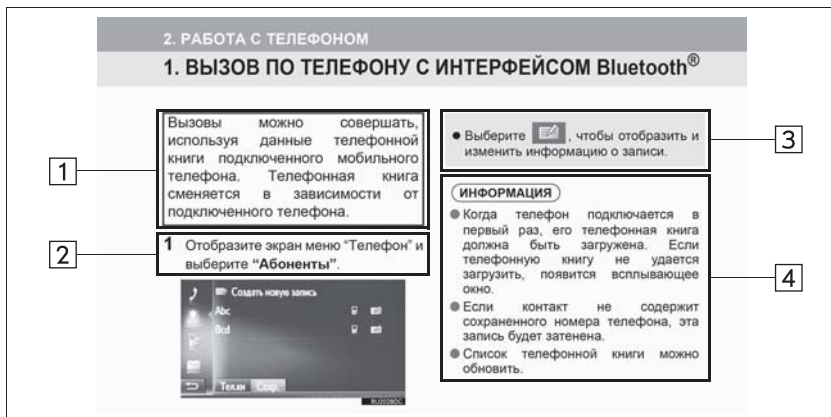 2. РАБОТА С ТЕЛЕФОНОМ
1. ВЫЗОВ ПО ТЕЛЕФОНУ С ИНТЕРФЕЙСОМ Bluetooth®
1
Вызовы можно совершать,
используя данные телефонной
книги подключенного мобильного
телефона. Телефонная книга
сменяется в зависимости от
подключенного телефона.
2
1 Отобразите экран меню "Телефон" и
выберите "Абоненты".
Создать новую запись
Abc
Bcd
Тел.кн Сохр.
RU2028DC
● Выберите , чтобы отобразить и
изменить информацию о записи.
3
ИНФОРМАЦИЯ
● Когда телефон подключается в
первый раз, его телефонная книга
должна быть загружена. Если
телефонную книгу не удается
загрузить, появится всплывающее
окно.
● Если контакт не содержит
сохраненного номера телефона, эта
запись будет затенена.
● Список телефонной книги можно
обновить.
4